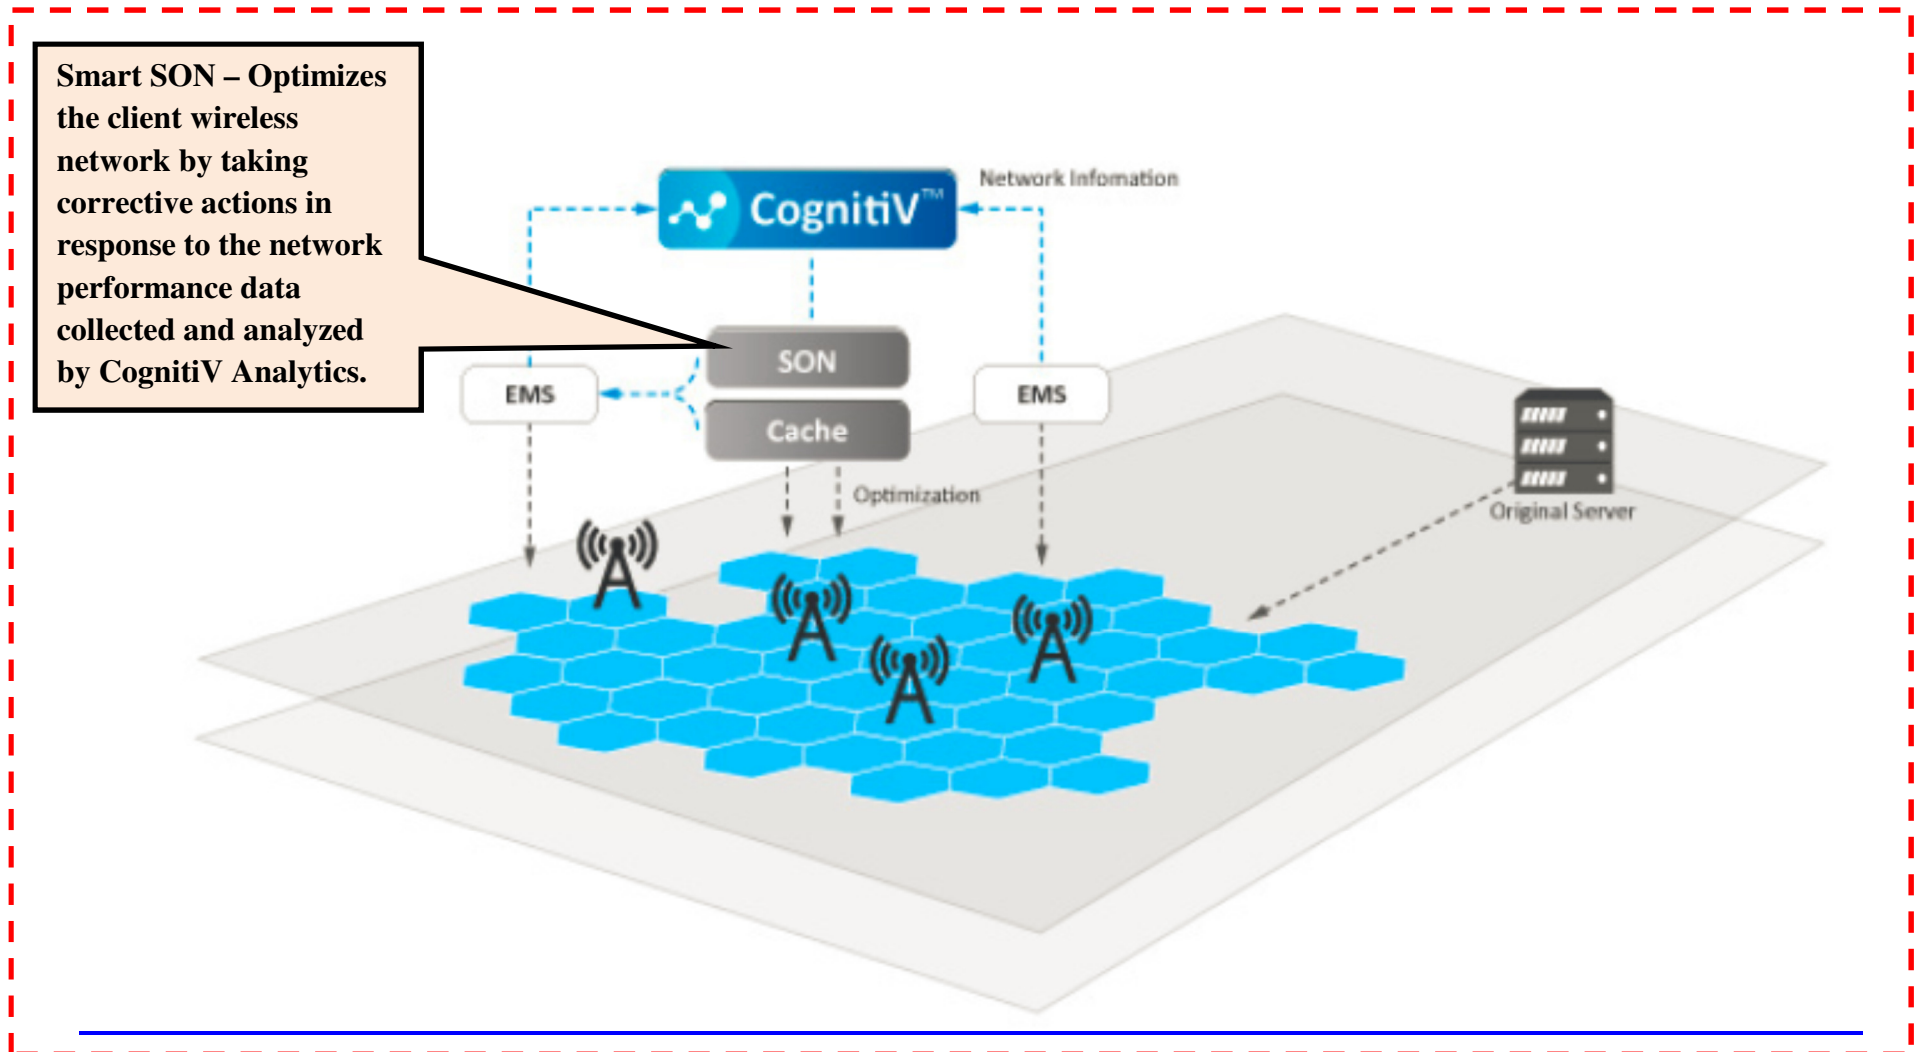 Smart SON – Optimizes
the client wireless
network by taking
corrective actions in
response to the network
performance data
collected and analyzed
by CognitiV Analytics.
Network Infomation
CognitiV™
SON
EMS
EMS
Cache
Optimization
Original Server